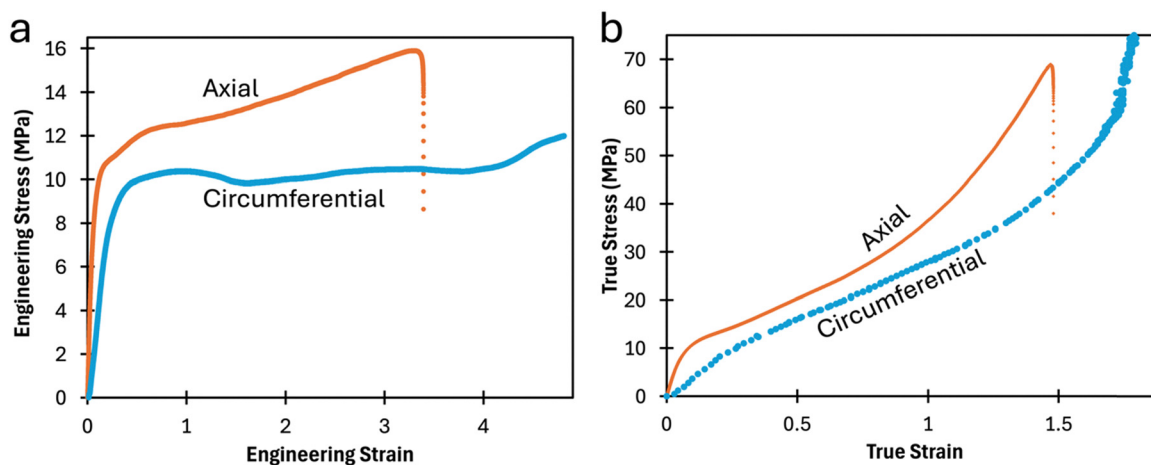 a
16
14
12
10
8
6
4
2
0
0 1 2 3 4
Engineering Stress (MPa)
Engineering Strain
Axial
Circumferential
b
70
60
50
40
30
20
10
0
0 0.5 1 1.5
True Stress (MPa)
True Strain
Axial
Circumferential